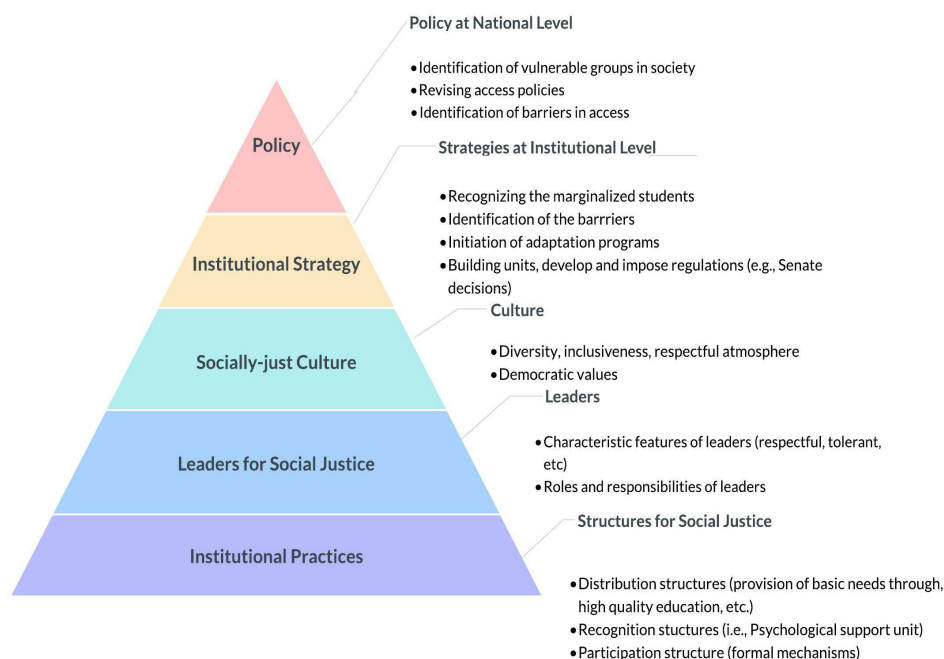 Policy at National Level
•Identification of vulnerable groups in society
•Revising access policies
•Identification of barriers in access
Policy
Strategies at Institutional Level
•Recognizing the marginalized students
•Identification of the barrriers
•Initiation of adaptation programs
•Building units, develop and impose regulations (e.g., Senate
decisions)
Institutional Strategy
Culture
•Diversity, inclusiveness, respectful atmosphere
•Democratic values
Socially-just Culture
Leaders
•Characteristic features of leaders (respectful, tolerant,
etc)
•Roles and responsibilities of leaders
Leaders for Social Justice
Structures for Social Justice
•Distribution structures (provision of basic needs through,
high quality education, etc.)
•Recognition stuctures (i.e., Psychological support unit)
•Participation structure (formal mechanisms)
Institutional Practices